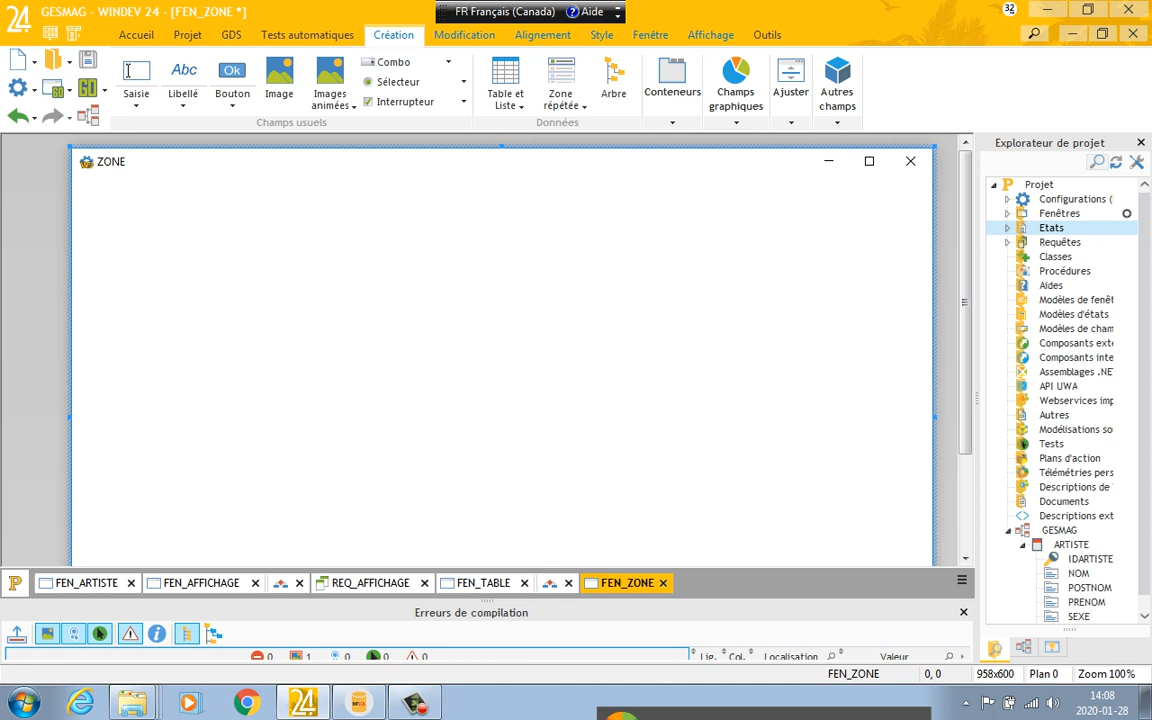 24 GESMAG - WINDEV 24 - [FEN_ZONE *] FR Français (Canada) ? Aide 32
Accueil Projet GDS Tests automatiques Création Modification Alignement Style Fenêtre Affichage Outils
Saisie Abc Libellé Ok Bouton Image Images animées Combo Sélecteur Interrupteur Table et Liste Zone répétée Arbre Conteneurs Champs graphiques Ajuster Autres champs
Champs usuels Données
ZONE
Explorateur de projet
Projet
Configurations (
Fenêtres
Etats
Requêtes
Classes
Procédures
Aides
Modèles de fenêt
Modèles d'états
Modèles de cham
Composants exte
Composants inte
Assemblages .NE
API UWA
Webservices imp
Autres
Modélisations so
Tests
Plans d'action
Télémétries pers
Descriptions de
Documents
Descriptions ext
GESMAG
ARTISTE
IDARTISTE
NOM
POSTNOM
PRENOM
SEXE
P FEN_ARTISTE FEN_AFFICHAGE REQ_AFFICHAGE FEN_TABLE FEN_ZONE
Erreurs de compilation
0 1 0 0 0 Lig. Col. Localisation Valeur
FEN_ZONE 0, 0 958x600 Plan 0 Zoom 100%
24 14:08
2020-01-28